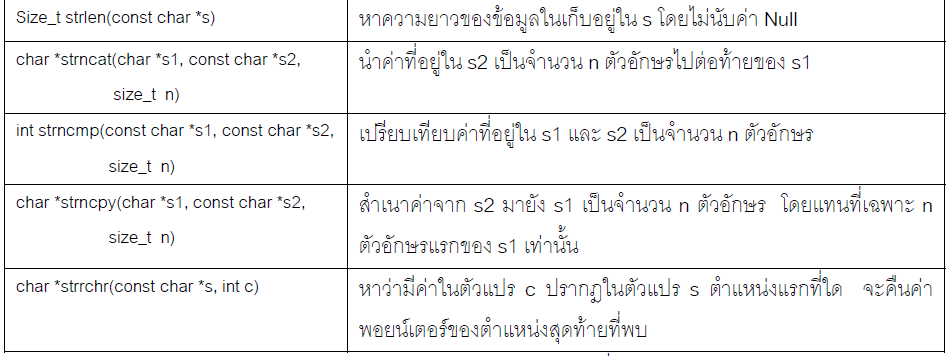 Size_t strlen(const char *s)
หาความยาวของข้อมูลในเก็บอยู่ใน s โดยไม่นับค่า Null
char *strncat(char *s1, const char *s2,
size_t n)
นำค่าที่อยู่ใน s2 เป็นจำนวน n ตัวอักษรไปต่อท้ายของ s1
int strncmp(const char *s1, const char *s2,
size_t n)
เปรียบเทียบค่าที่อยู่ใน s1 และ s2 เป็นจำนวน n ตัวอักษร
char *strncpy(char *s1, const char *s2,
size_t n)
สำเนาค่าจาก s2 มายัง s1 เป็นจำนวน n ตัวอักษร โดยแทนที่เฉพาะ n
ตัวอักษรแรกของ s1 เท่านั้น
char *strrchr(const char *s, int c)
หาว่ามีค่าในตัวแปร c ปรากฎในตัวแปร s ตำแหน่งแรกที่ใด จะคืนค่า
พอยน์เตอร์ของตำแหน่งสุดท้ายที่พบ